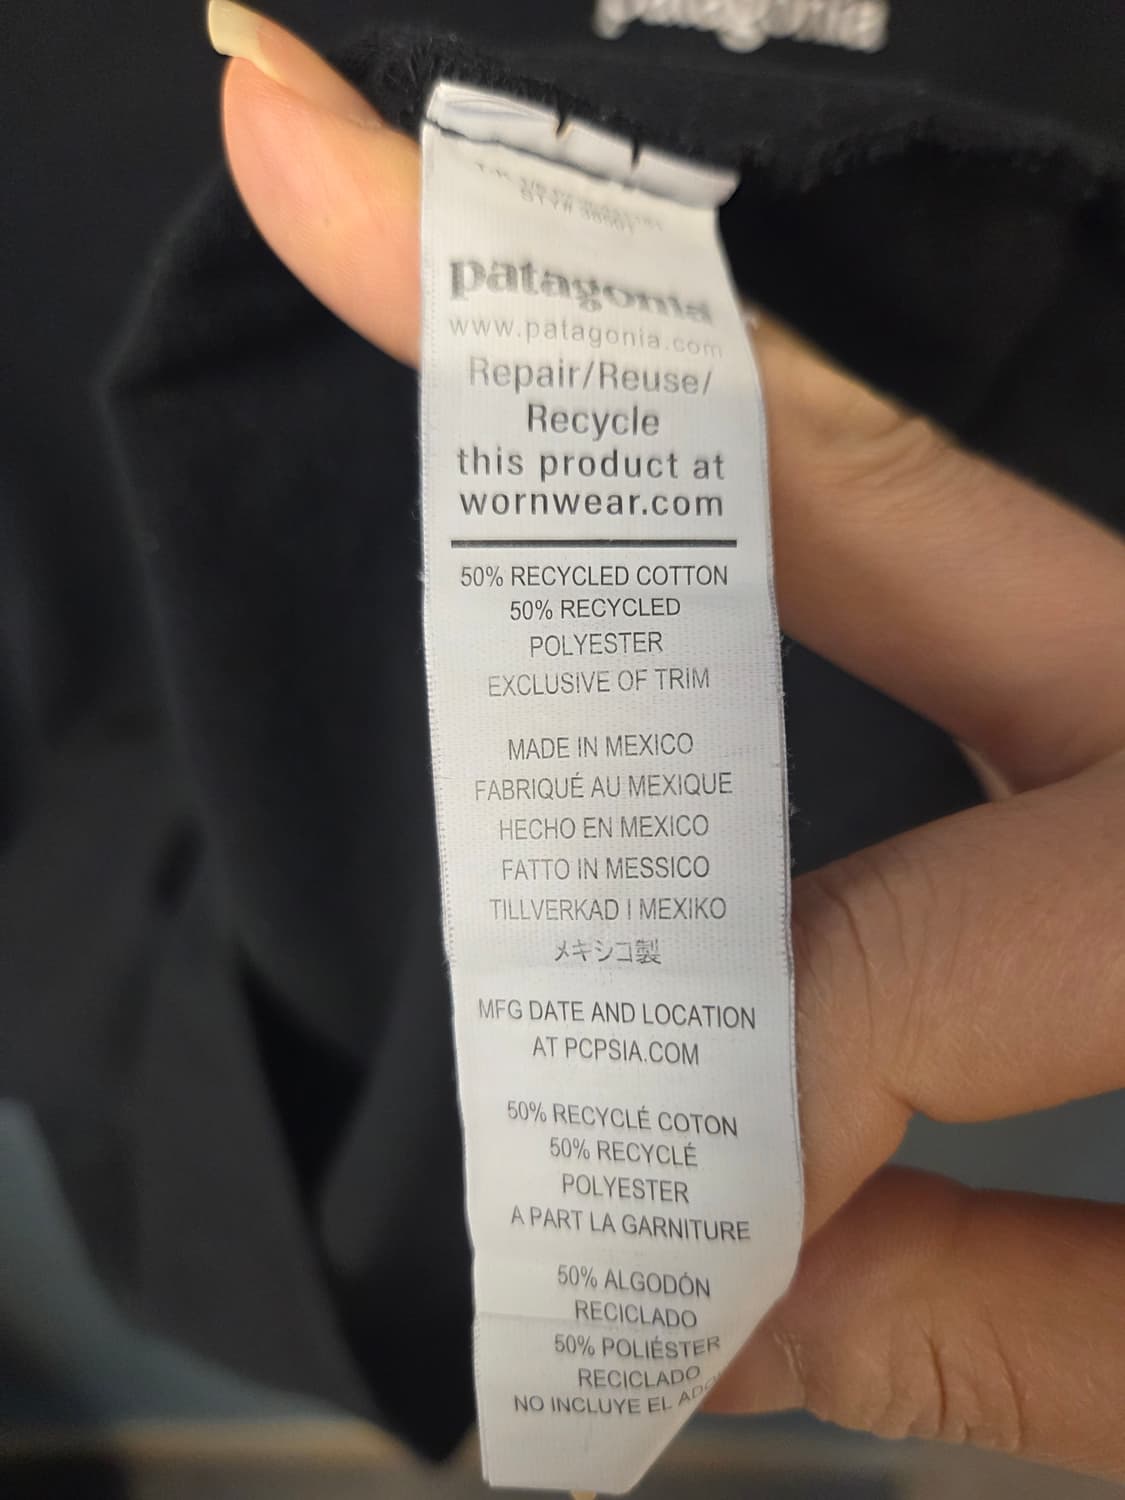 patagonia
patagonia
www.patagonia.com
Repair/Reuse/
Recycle
this product at
wornwear.com
50% RECYCLED COTTON
50% RECYCLED
POLYESTER
EXCLUSIVE OF TRIM
MADE IN MEXICO
FABRIQUÉ AU MEXIQUE
HECHO EN MEXICO
FATTO IN MESSICO
TILLVERKAD I MEXIKO
メキシコ製
MFG DATE AND LOCATION
AT PCPSIA.COM
50% RECYCLÉ COTON
50% RECYCLÉ
POLYESTER
A PART LA GARNITURE
50% ALGODÓN
RECICLADO
50% POLIÉSTER
RECICLADO
NO INCLUYE EL